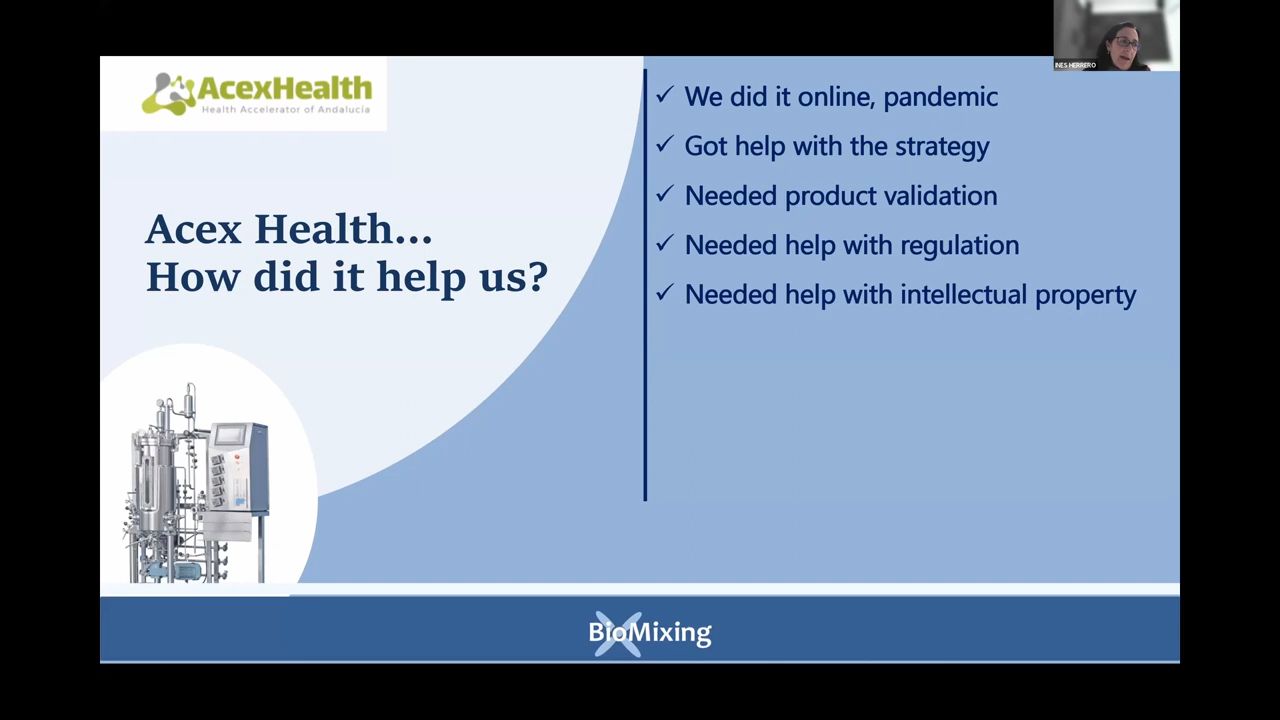 INES HERRERO
AcexHealth
Health Accelerator of Andalucía
Acex Health...
How did it help us?
✓ We did it online, pandemic
✓ Got help with the strategy
✓ Needed product validation
✓ Needed help with regulation
✓ Needed help with intellectual property
BioMixing